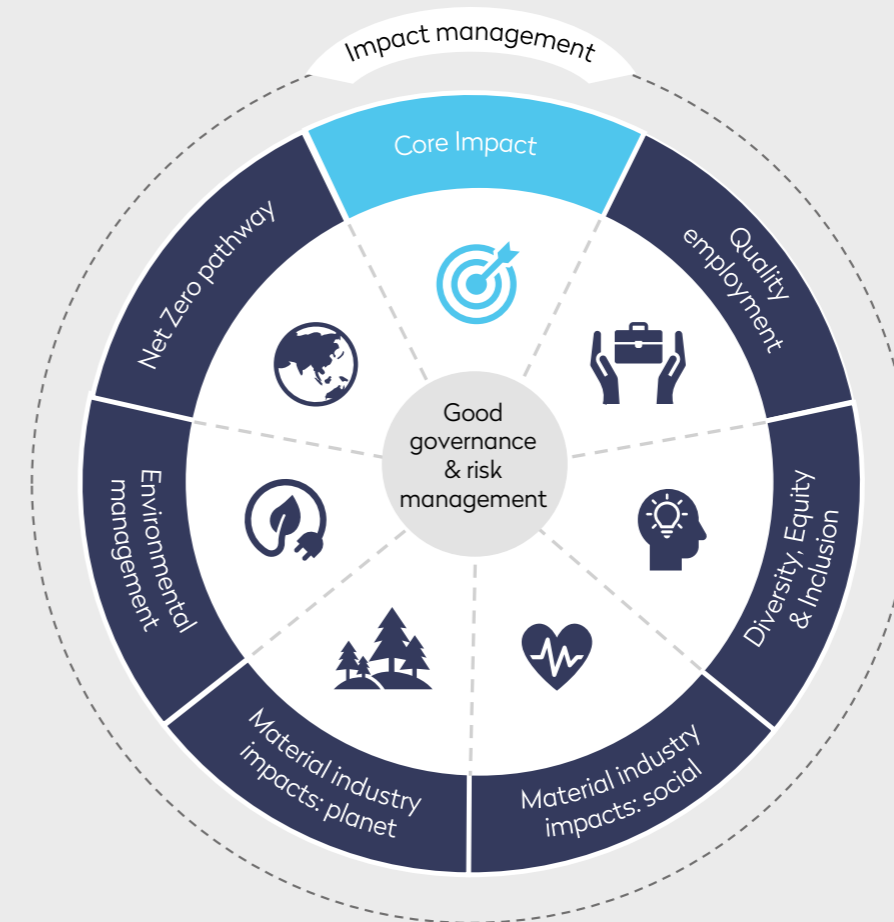 Impact management
Core Impact
Quality
employment
Diversity, Equity
& Inclusion
Material industry
impacts: social
Material industry
impacts: planet
Environmental
management
Net Zero pathway
Good
governance
& risk
management